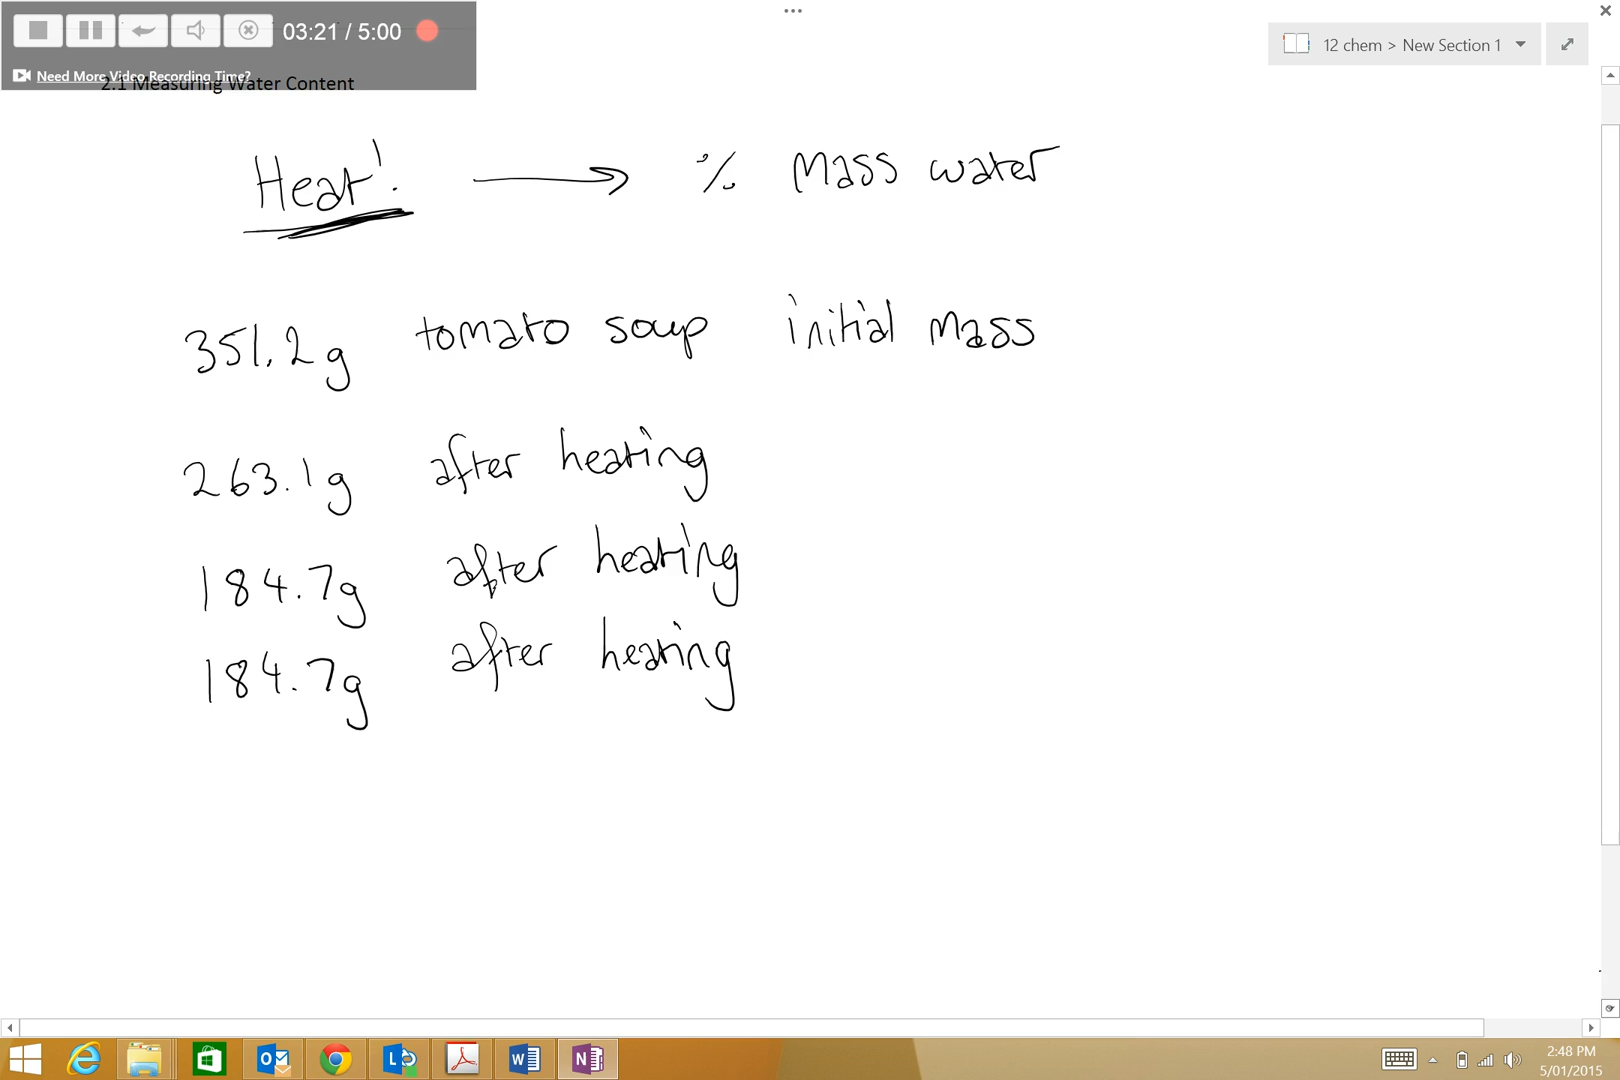 03:21 / 5:00
Need More Video Recording Time?
2.1 Measuring Water Content
12 chem > New Section 1
Heat! → % Mass water
351.2g tomato soup initial mass
263.1g after heating
184.7g after heating
184.7g after heating
2:48 PM
5/01/2015